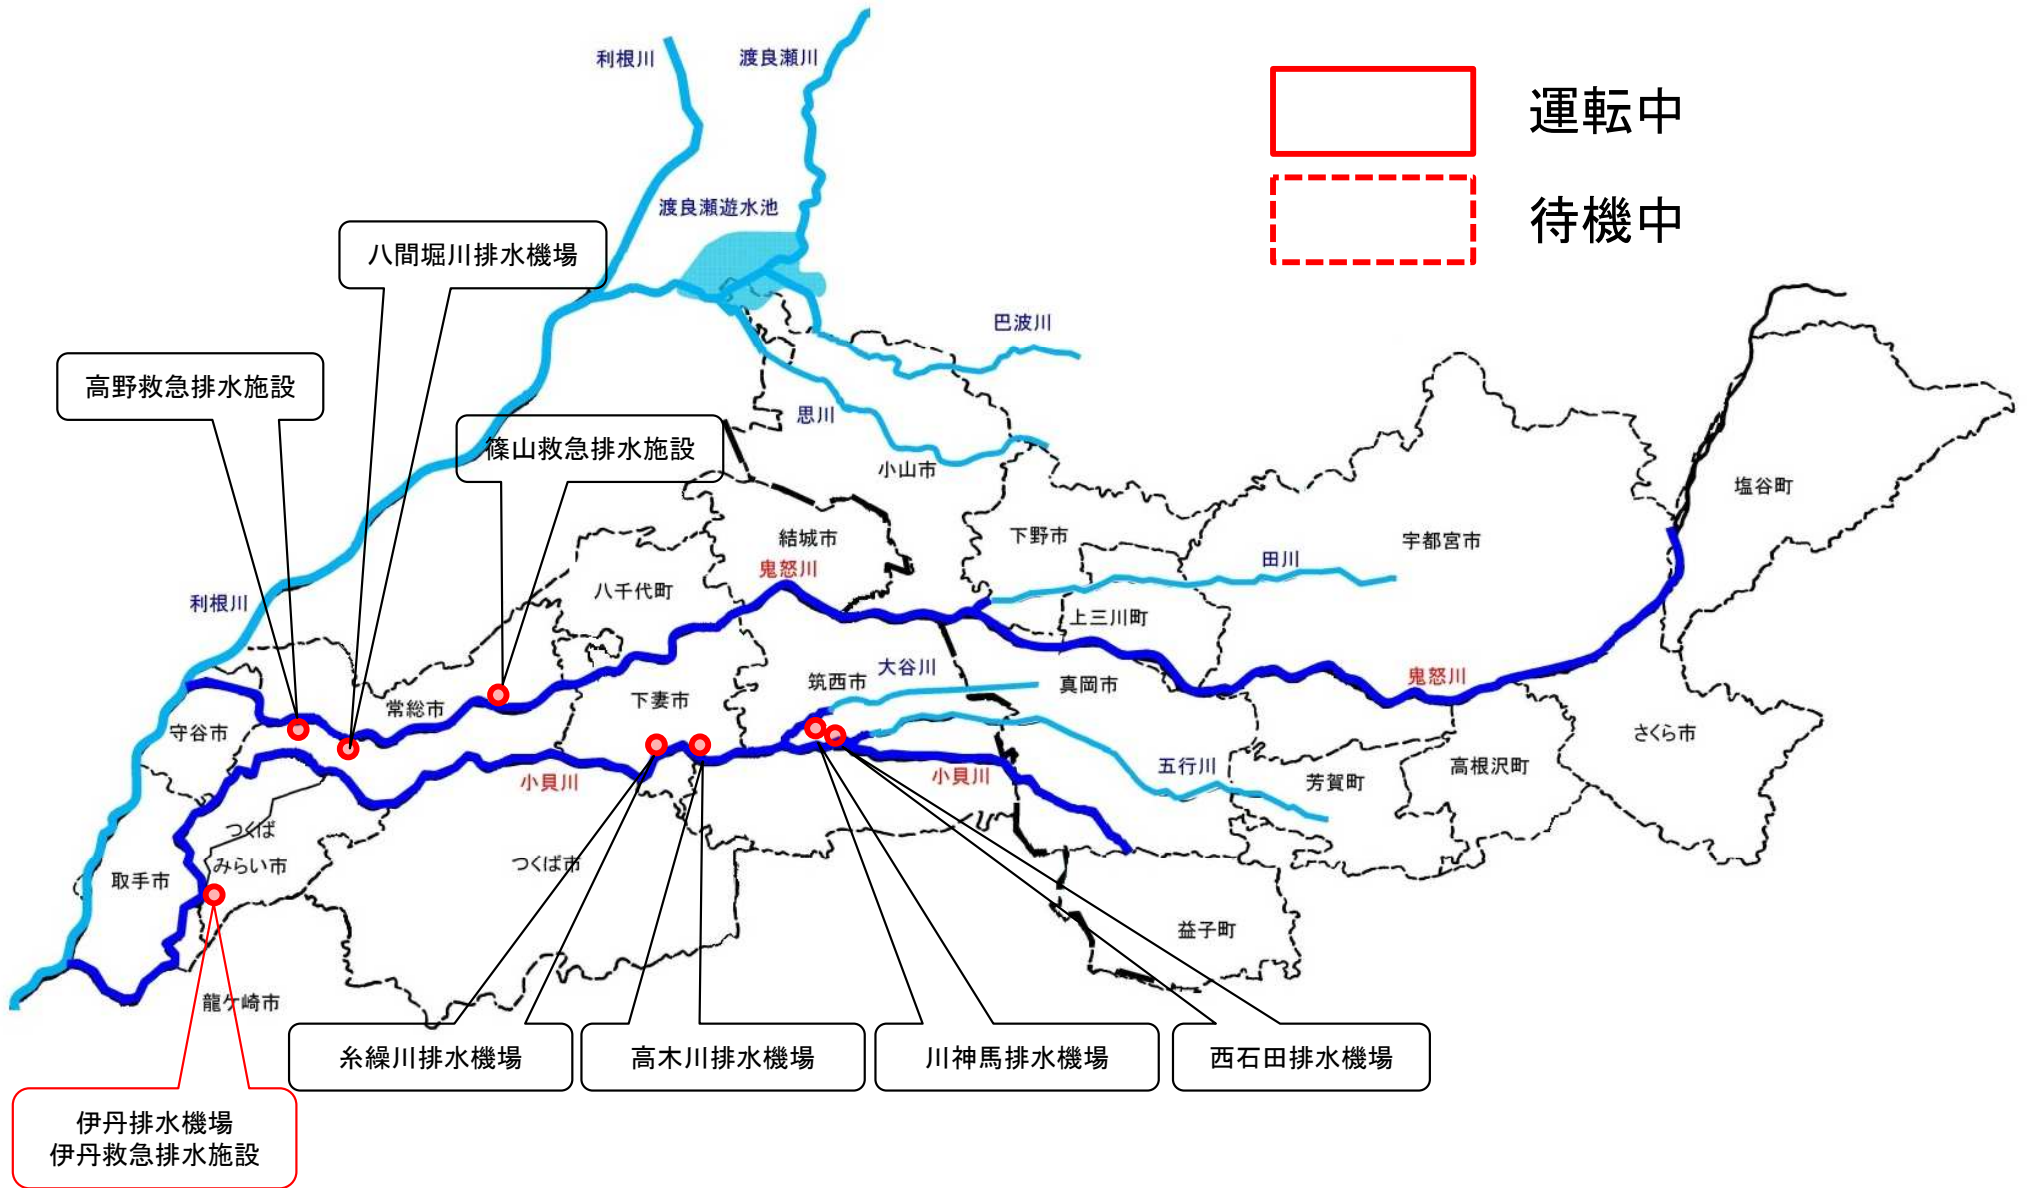 利根川
渡良瀬川
運転中
渡良瀬遊水池
待機中
八間堀川排水機場
巴波川
高野救急排水施設
思川
篠山救急排水施設
小山市
塩谷町
結城市
下野市
宇都宮市
鬼怒川
田川
八千代町
利根川
上三川町
大谷川
鬼怒川
筑西市
真岡市
下妻市
常総市
守谷市
さくら市
五行川
高根沢町
小貝川
小貝川
芳賀町
つくば
みらい市
つくば市
取手市
益子町
龍ケ崎市
糸繰川排水機場
高木川排水機場
川神馬排水機場
西石田排水機場
伊丹排水機場
伊丹救急排水施設